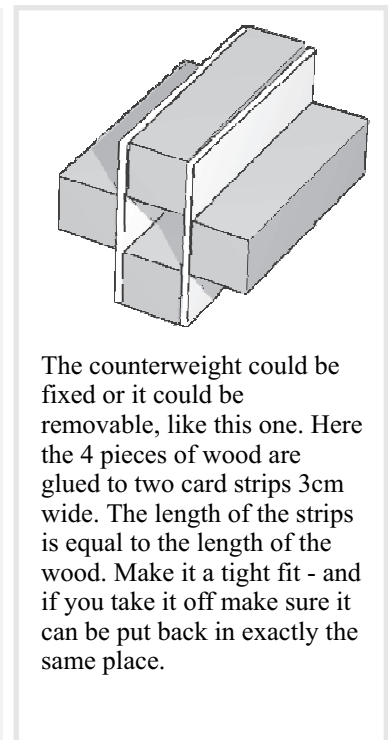 The counterweight could be
fixed or it could be
removable, like this one. Here
the 4 pieces of wood are
glued to two card strips 3cm
wide. The length of the strips
is equal to the length of the
wood. Make it a tight fit - and
if you take it off make sure it
can be put back in exactly the
same place.